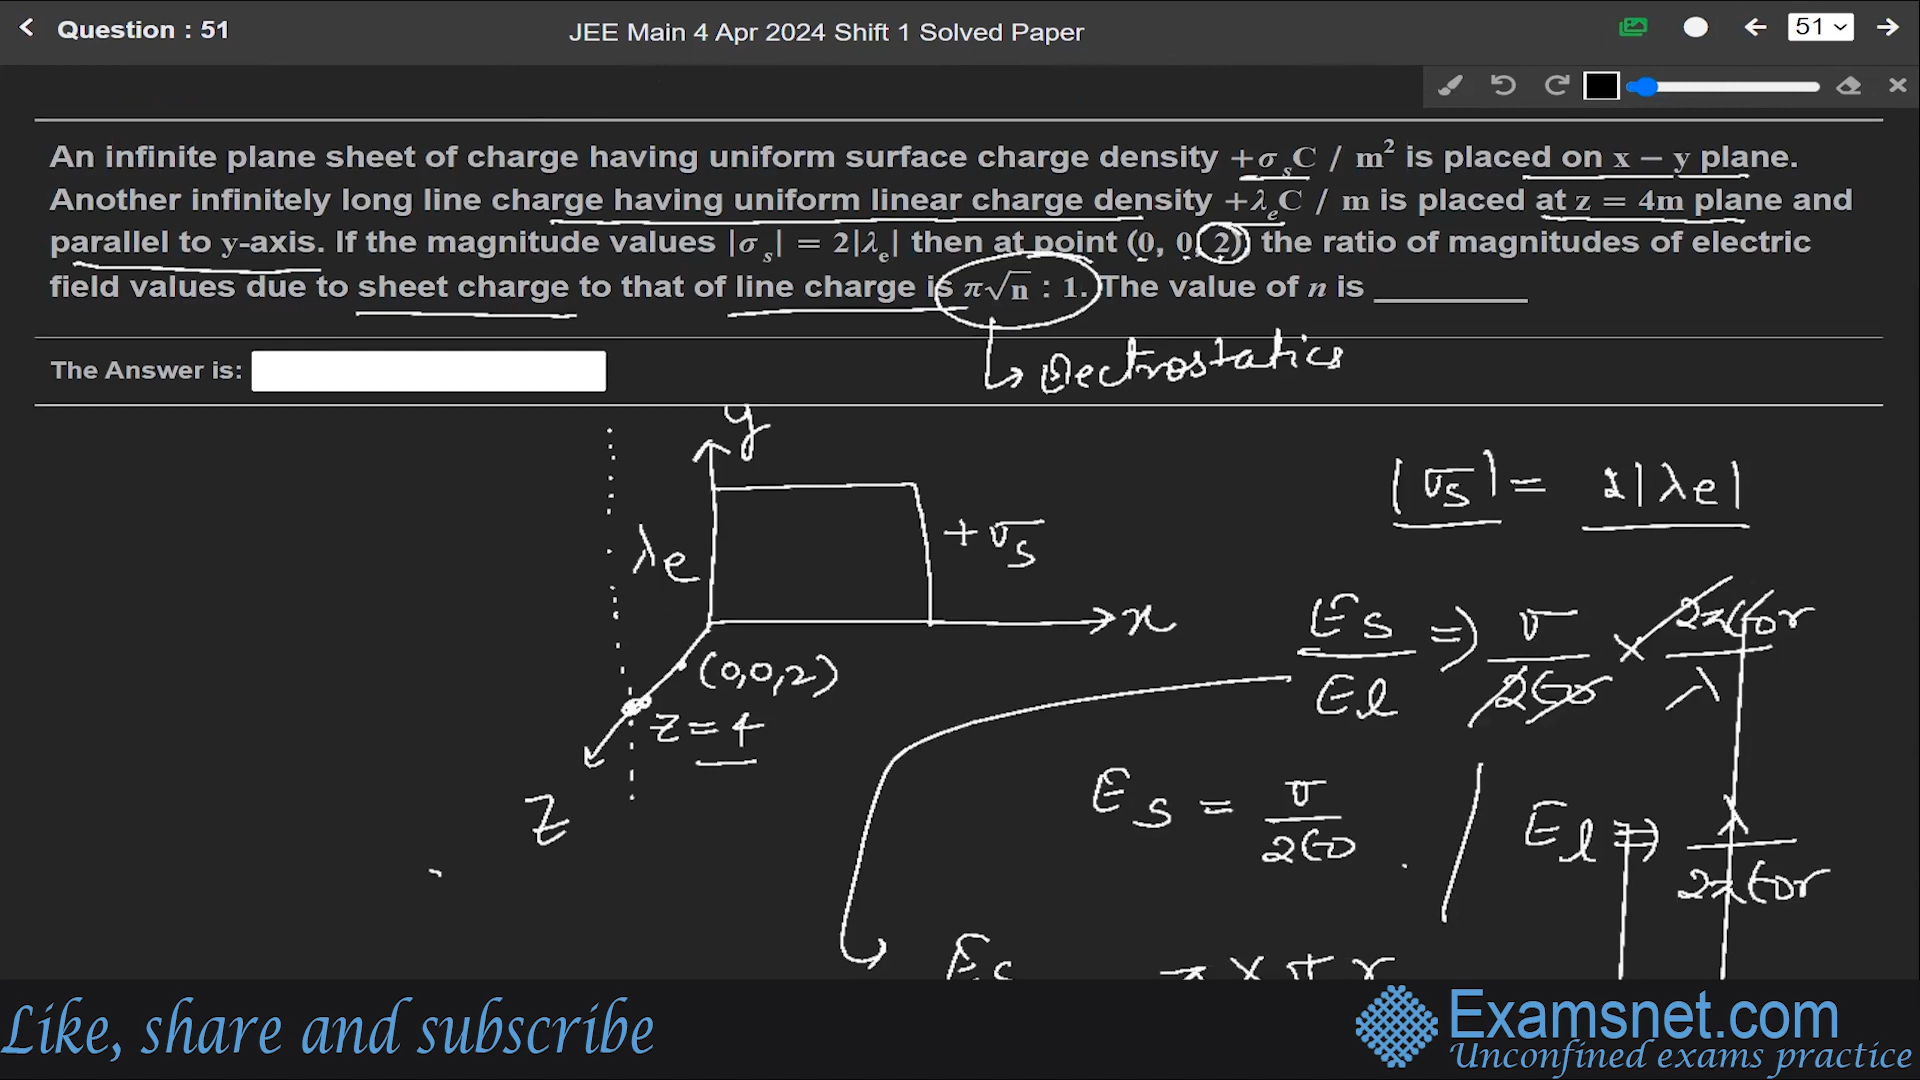 Question : 51
JEE Main 4 Apr 2024 Shift 1 Solved Paper
51
An infinite plane sheet of charge having uniform surface charge density +σ_s C / m² is placed on x − y plane.
Another infinitely long line charge having uniform linear charge density +λ_e C / m is placed at z = 4m plane and
parallel to y-axis. If the magnitude values |σ_s| = 2|λ_e| then at point (0, 0, 2), the ratio of magnitudes of electric
field values due to sheet charge to that of line charge is π√n : 1. The value of n is ________
↳ Electrostatics
The Answer is:
y
λe
+σs
x
(0,0,2)
z = 4
Z
|σs| = 2|λe|
Es/El ⇒ σ/2ϵ0 × 2πϵ0r/λ
Es = σ/2ϵ0
El ⇒ λ/2πϵ0r
Like, share and subscribe
Examsnet.com
Unconfined exams practice